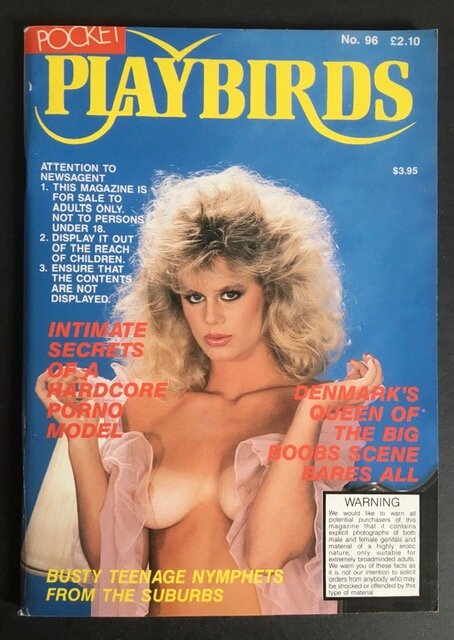 POCKET
No. 96 £2.10
PLAYBIRDS
$3.95
ATTENTION TO
NEWSAGENT
1. THIS MAGAZINE IS
FOR SALE TO
ADULTS ONLY.
NOT TO PERSONS
UNDER 18.
2. DISPLAY IT OUT
OF THE REACH
OF CHILDREN.
3. ENSURE THAT
THE CONTENTS
ARE NOT
DISPLAYED.
INTIMATE
SECRETS
OF A
HARDCORE
PORNO
MODEL
DENMARK'S
QUEEN OF
THE BIG
BOOBS SCENE
BARES ALL
WARNING
We would like to warn all
potential purchasers of this
magazine that it contains
explicit photographs of both
male and female genitals and
material of a highly erotic
nature, only suitable for
extremely broadminded adults.
We warn you of these facts as
it is not our intention to solicit
orders from anybody who may
be shocked or offended by this
type of material.
BUSTY TEENAGE NYMPHETS
FROM THE SUBURBS